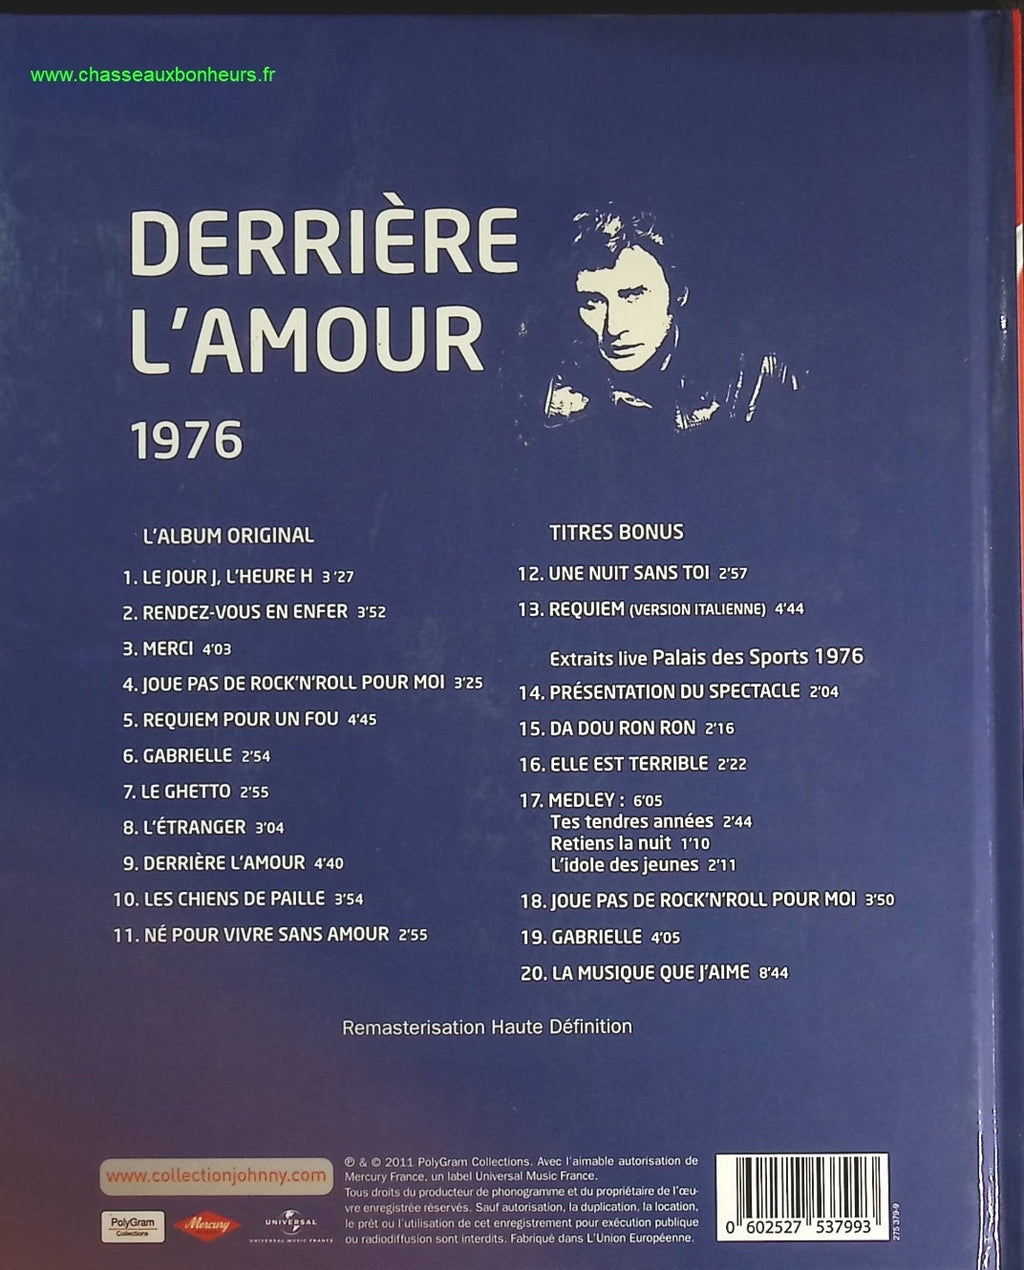 www.chasseauxbonheurs.fr
DERRIÈRE
L'AMOUR
1976
L'ALBUM ORIGINAL
1. LE JOUR J, L'HEURE H 3'27
2. RENDEZ-VOUS EN ENFER 3'52
3. MERCI 4'03
4. JOUE PAS DE ROCK'N'ROLL POUR MOI 3'25
5. REQUIEM POUR UN FOU 4'45
6. GABRIELLE 2'54
7. LE GHETTO 2'55
8. L'ÉTRANGER 3'04
9. DERRIÈRE L'AMOUR 4'40
10. LES CHIENS DE PAILLE 3'54
11. NÉ POUR VIVRE SANS AMOUR 2'55
TITRES BONUS
12. UNE NUIT SANS TOI 2'57
13. REQUIEM (VERSION ITALIENNE) 4'44
Extraits live Palais des Sports 1976
14. PRÉSENTATION DU SPECTACLE 2'04
15. DA DOU RON RON 2'16
16. ELLE EST TERRIBLE 2'22
17. MEDLEY : 6'05
Tes tendres années 2'44
Retiens la nuit 1'10
L'idole des jeunes 2'11
18. JOUE PAS DE ROCK'N'ROLL POUR MOI 3'50
19. GABRIELLE 4'05
20. LA MUSIQUE QUE J'AIME 8'44
Remasterisation Haute Définition
www.collectionjohnny.com
PolyGram
Collections
Mercury
UNIVERSAL
UNIVERSAL MUSIC FRANCE
℗ & © 2011 PolyGram Collections. Avec l'aimable autorisation de
Mercury France, un label Universal Music France.
Tous droits du producteur de phonogramme et du propriétaire de l'œu-
vre enregistrée réservés. Sauf autorisation, la duplication, la location,
le prêt ou l'utilisation de cet enregistrement pour exécution publique
ou radiodiffusion sont interdits. Fabriqué dans L'Union Européenne.
0 602527 537993
275 379-9